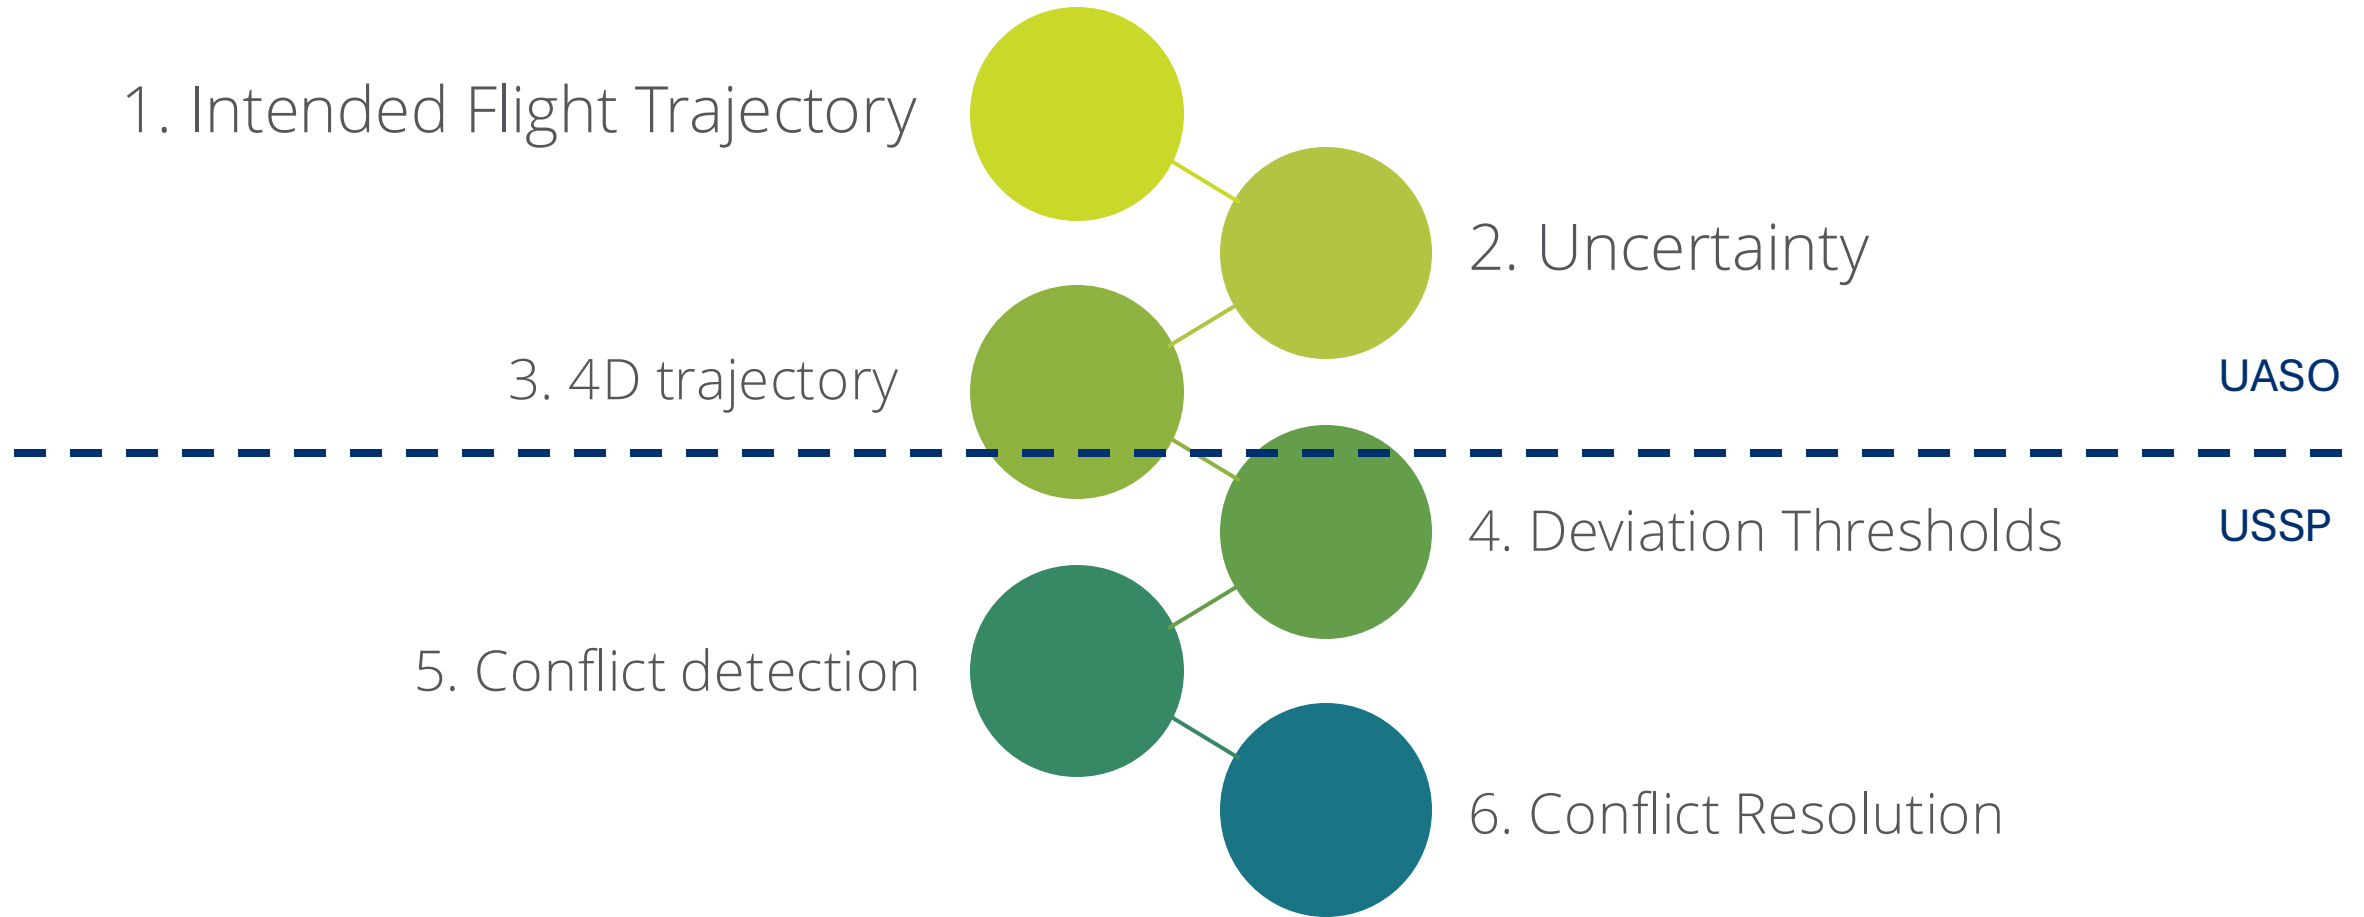 1. Intended Flight Trajectory
2. Uncertainty
3. 4D trajectory
UASO
4. Deviation Thresholds
USSP
5. Conflict detection
6. Conflict Resolution